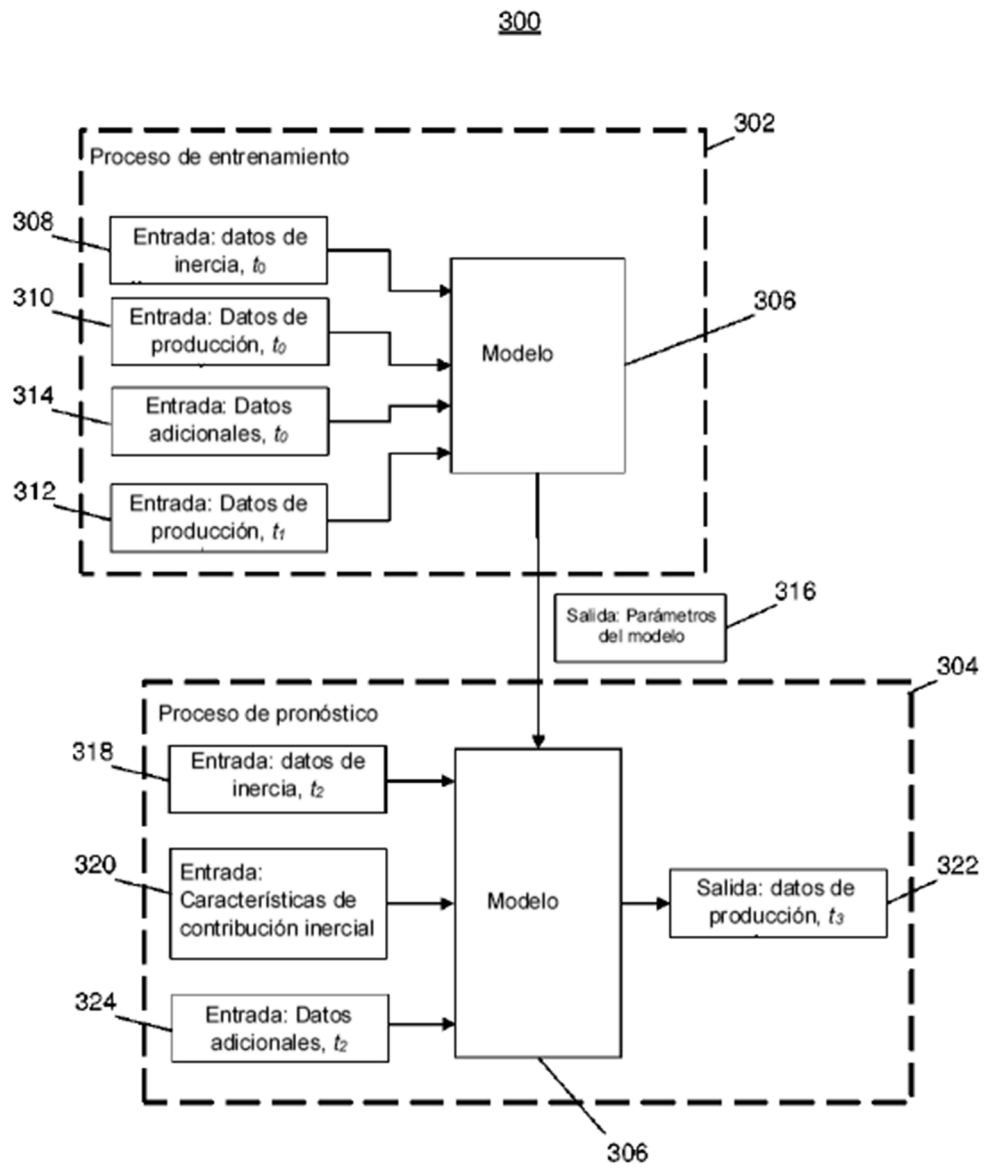 300
302
Proceso de entrenamiento
308
Entrada: datos de
inercia, t0
310
Entrada: Datos de
producción, t0
306
Modelo
314
Entrada: Datos
adicionales, t0
312
Entrada: Datos de
producción, t1
316
Salida: Parámetros
del modelo
304
Proceso de pronóstico
318
Entrada: datos de
inercia, t2
320
Entrada:
Características de
contribución inercial
Modelo
322
Salida: datos de
producción, t3
324
Entrada: Datos
adicionales, t2
306